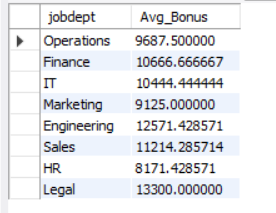 jobdept Avg_Bonus
Operations 9687.500000
Finance 10666.666667
IT 10444.444444
Marketing 9125.000000
Engineering 12571.428571
Sales 11214.285714
HR 8171.428571
Legal 13300.000000